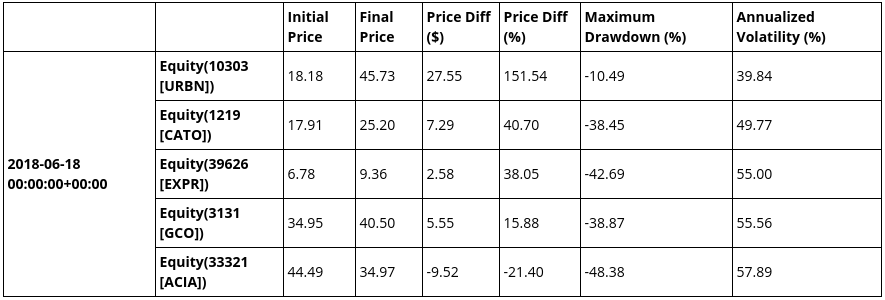 Initial Price Final Price Price Diff ($) Price Diff (%) Maximum Drawdown (%) Annualized Volatility (%)
2018-06-18 00:00:00+00:00
Equity(10303 [URBN]) 18.18 45.73 27.55 151.54 -10.49 39.84
Equity(1219 [CATO]) 17.91 25.20 7.29 40.70 -38.45 49.77
Equity(39626 [EXPR]) 6.78 9.36 2.58 38.05 -42.69 55.00
Equity(3131 [GCO]) 34.95 40.50 5.55 15.88 -38.87 55.56
Equity(33321 [ACIA]) 44.49 34.97 -9.52 -21.40 -48.38 57.89